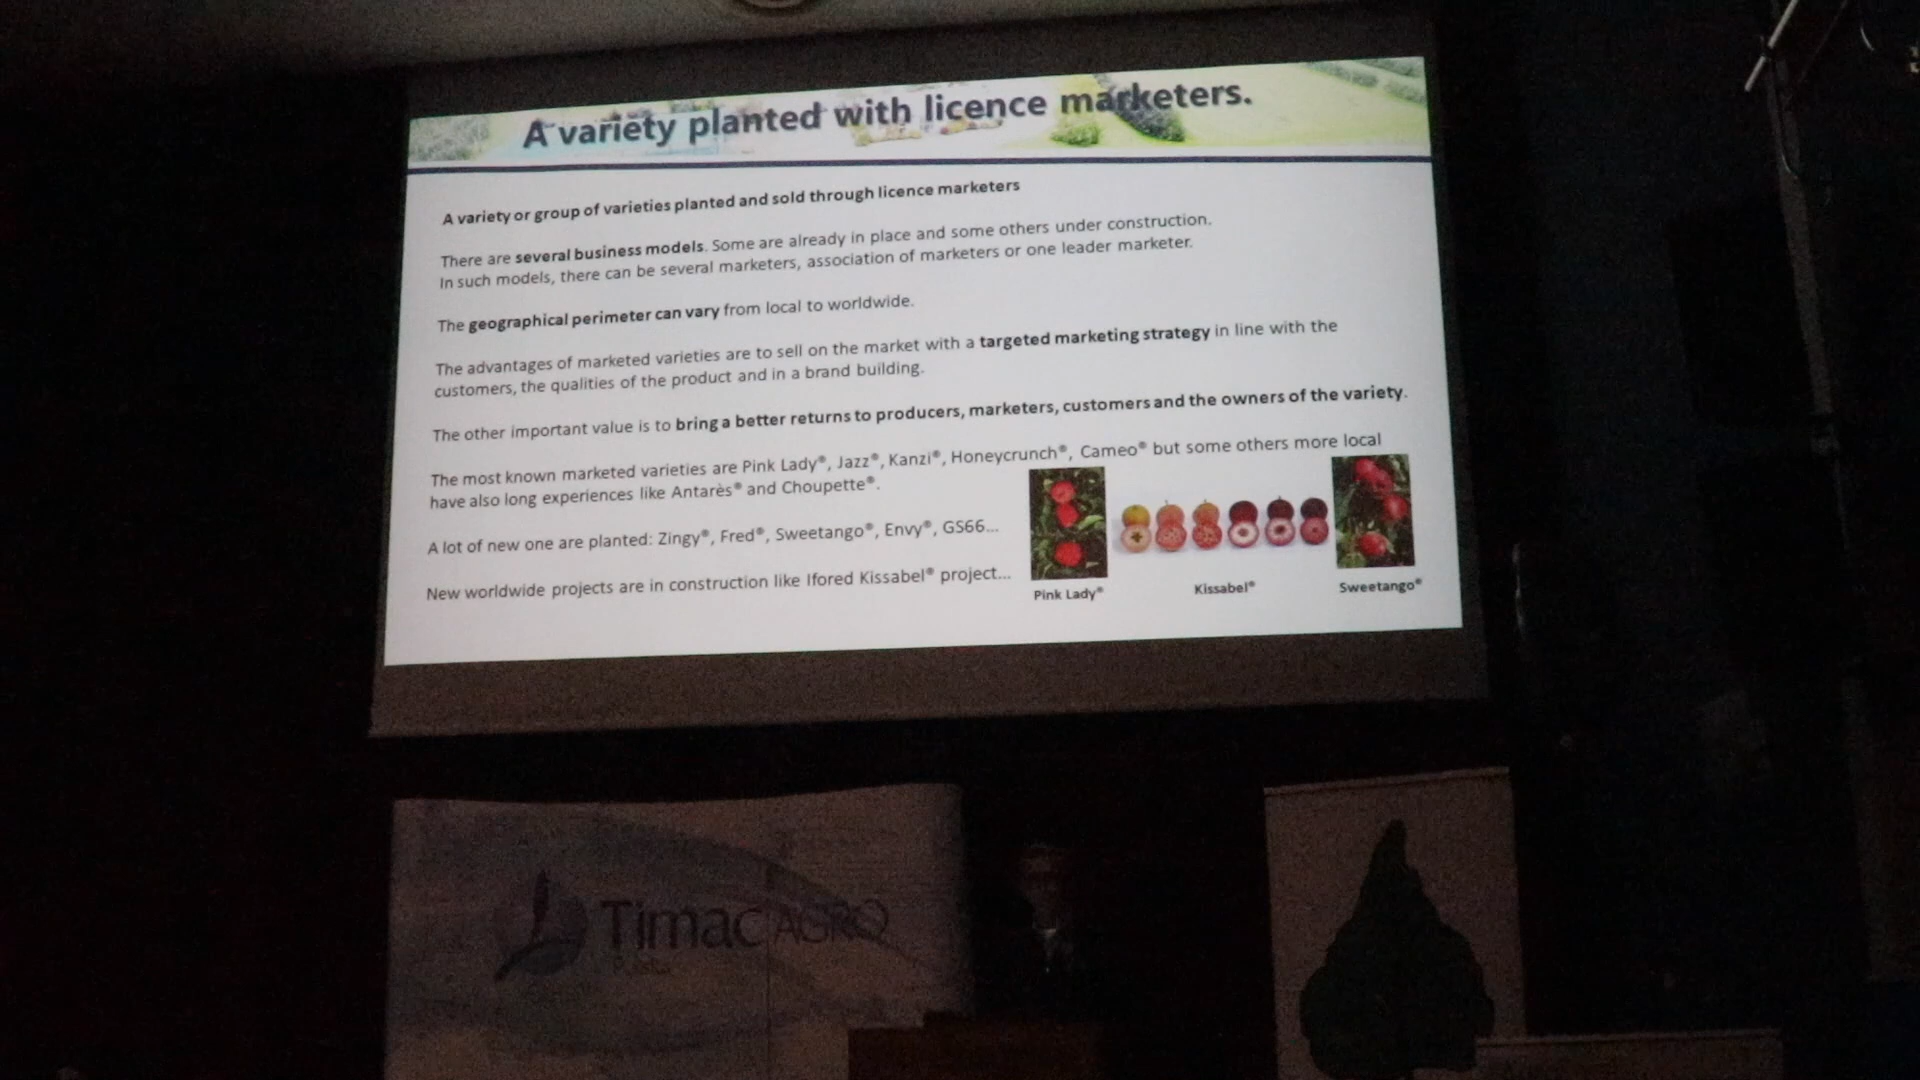 A variety planted with licence marketers.
A variety or group of varieties planted and sold through licence marketers
There are several business models. Some are already in place and some others under construction.
In such models, there can be several marketers, association of marketers or one leader marketer.
The geographical perimeter can vary from local to worldwide.
The advantages of marketed varieties are to sell on the market with a targeted marketing strategy in line with the
customers, the qualities of the product and in a brand building.
The other important value is to bring a better returns to producers, marketers, customers and the owners of the variety.
The most known marketed varieties are Pink Lady®, Jazz®, Kanzi®, Honeycrunch®, Cameo® but some others more local
have also long experiences like Antarès® and Choupette®.
A lot of new one are planted: Zingy®, Fred®, Sweetango®, Envy®, GS66...
New worldwide projects are in construction like Ifored Kissabel® project...
Pink Lady®
Kissabel®
Sweetango®
Timac AGRO
Polska